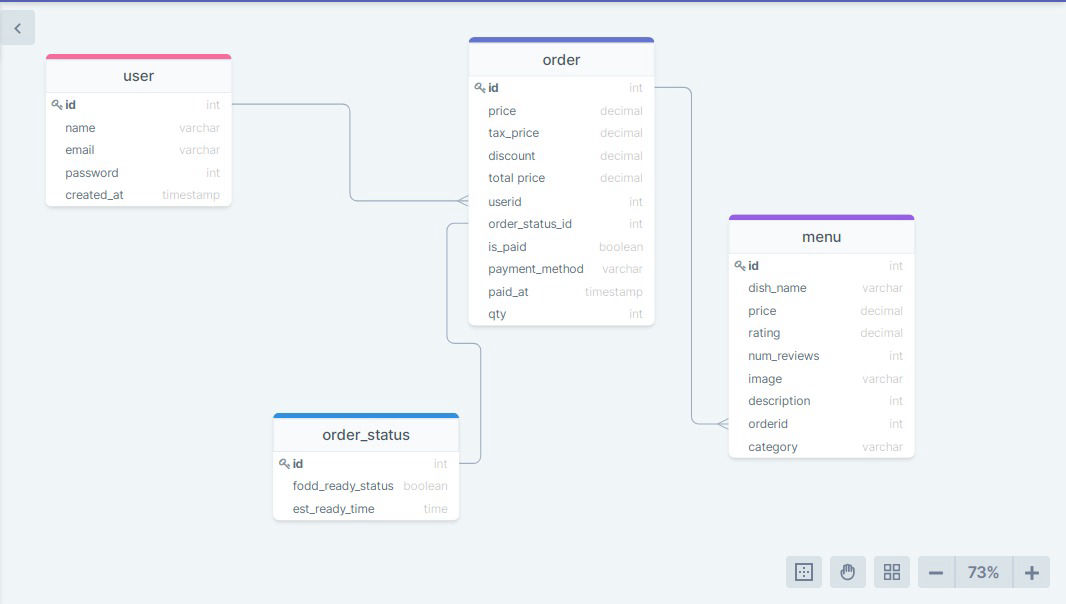 user
id int
name varchar
email varchar
password int
created_at timestamp
order
id int
price decimal
tax_price decimal
discount decimal
total price decimal
userid int
order_status_id int
is_paid boolean
payment_method varchar
paid_at timestamp
qty int
menu
id int
dish_name varchar
price decimal
rating decimal
num_reviews int
image varchar
description int
orderid int
category varchar
order_status
id int
fodd_ready_status boolean
est_ready_time time
73%